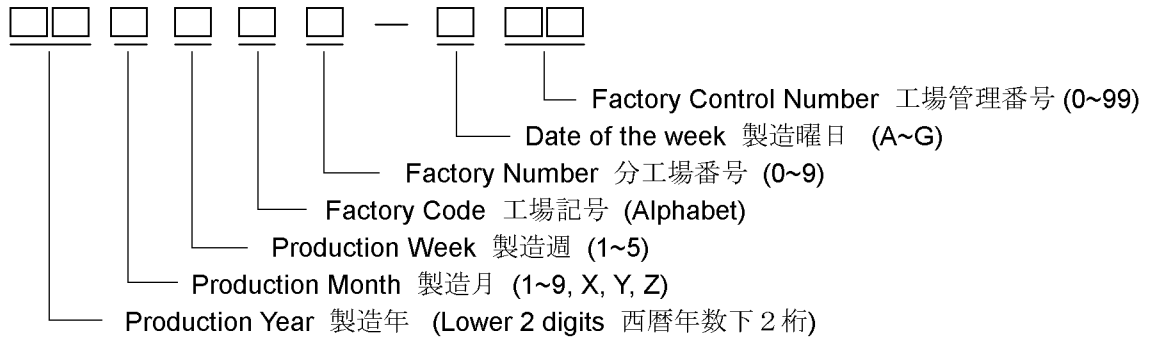 Factory Control Number 工場管理番号 (0~99)
Date of the week 製造曜日 (A~G)
Factory Number 分工場番号 (0~9)
Factory Code 工場記号 (Alphabet)
Production Week 製造週 (1~5)
Production Month 製造月 (1~9, X, Y, Z)
Production Year 製造年 (Lower 2 digits 西暦年数下２桁)